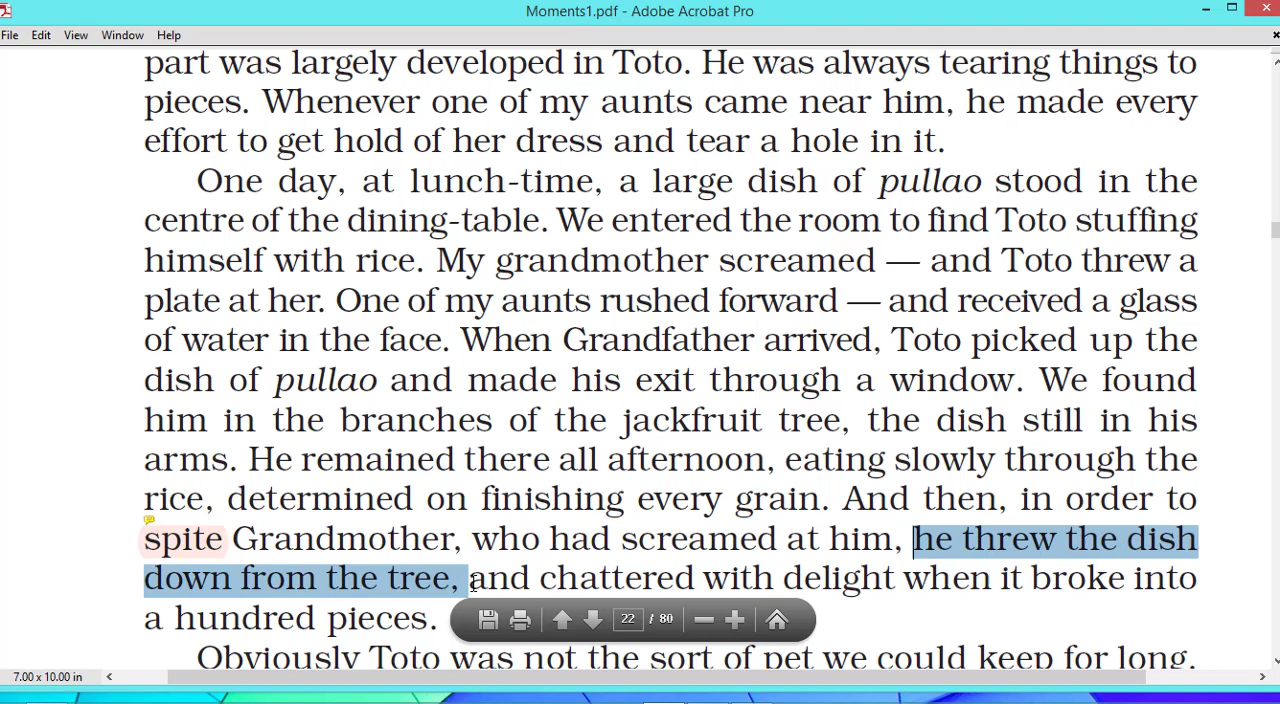 Moments1.pdf - Adobe Acrobat Pro
File Edit View Window Help
part was largely developed in Toto. He was always tearing things to
pieces. Whenever one of my aunts came near him, he made every
effort to get hold of her dress and tear a hole in it.
One day, at lunch-time, a large dish of pullao stood in the
centre of the dining-table. We entered the room to find Toto stuffing
himself with rice. My grandmother screamed — and Toto threw a
plate at her. One of my aunts rushed forward — and received a glass
of water in the face. When Grandfather arrived, Toto picked up the
dish of pullao and made his exit through a window. We found
him in the branches of the jackfruit tree, the dish still in his
arms. He remained there all afternoon, eating slowly through the
rice, determined on finishing every grain. And then, in order to
spite Grandmother, who had screamed at him, he threw the dish
down from the tree, and chattered with delight when it broke into
a hundred pieces.
22 / 80
Obviously Toto was not the sort of pet we could keep for long.
7.00 x 10.00 in